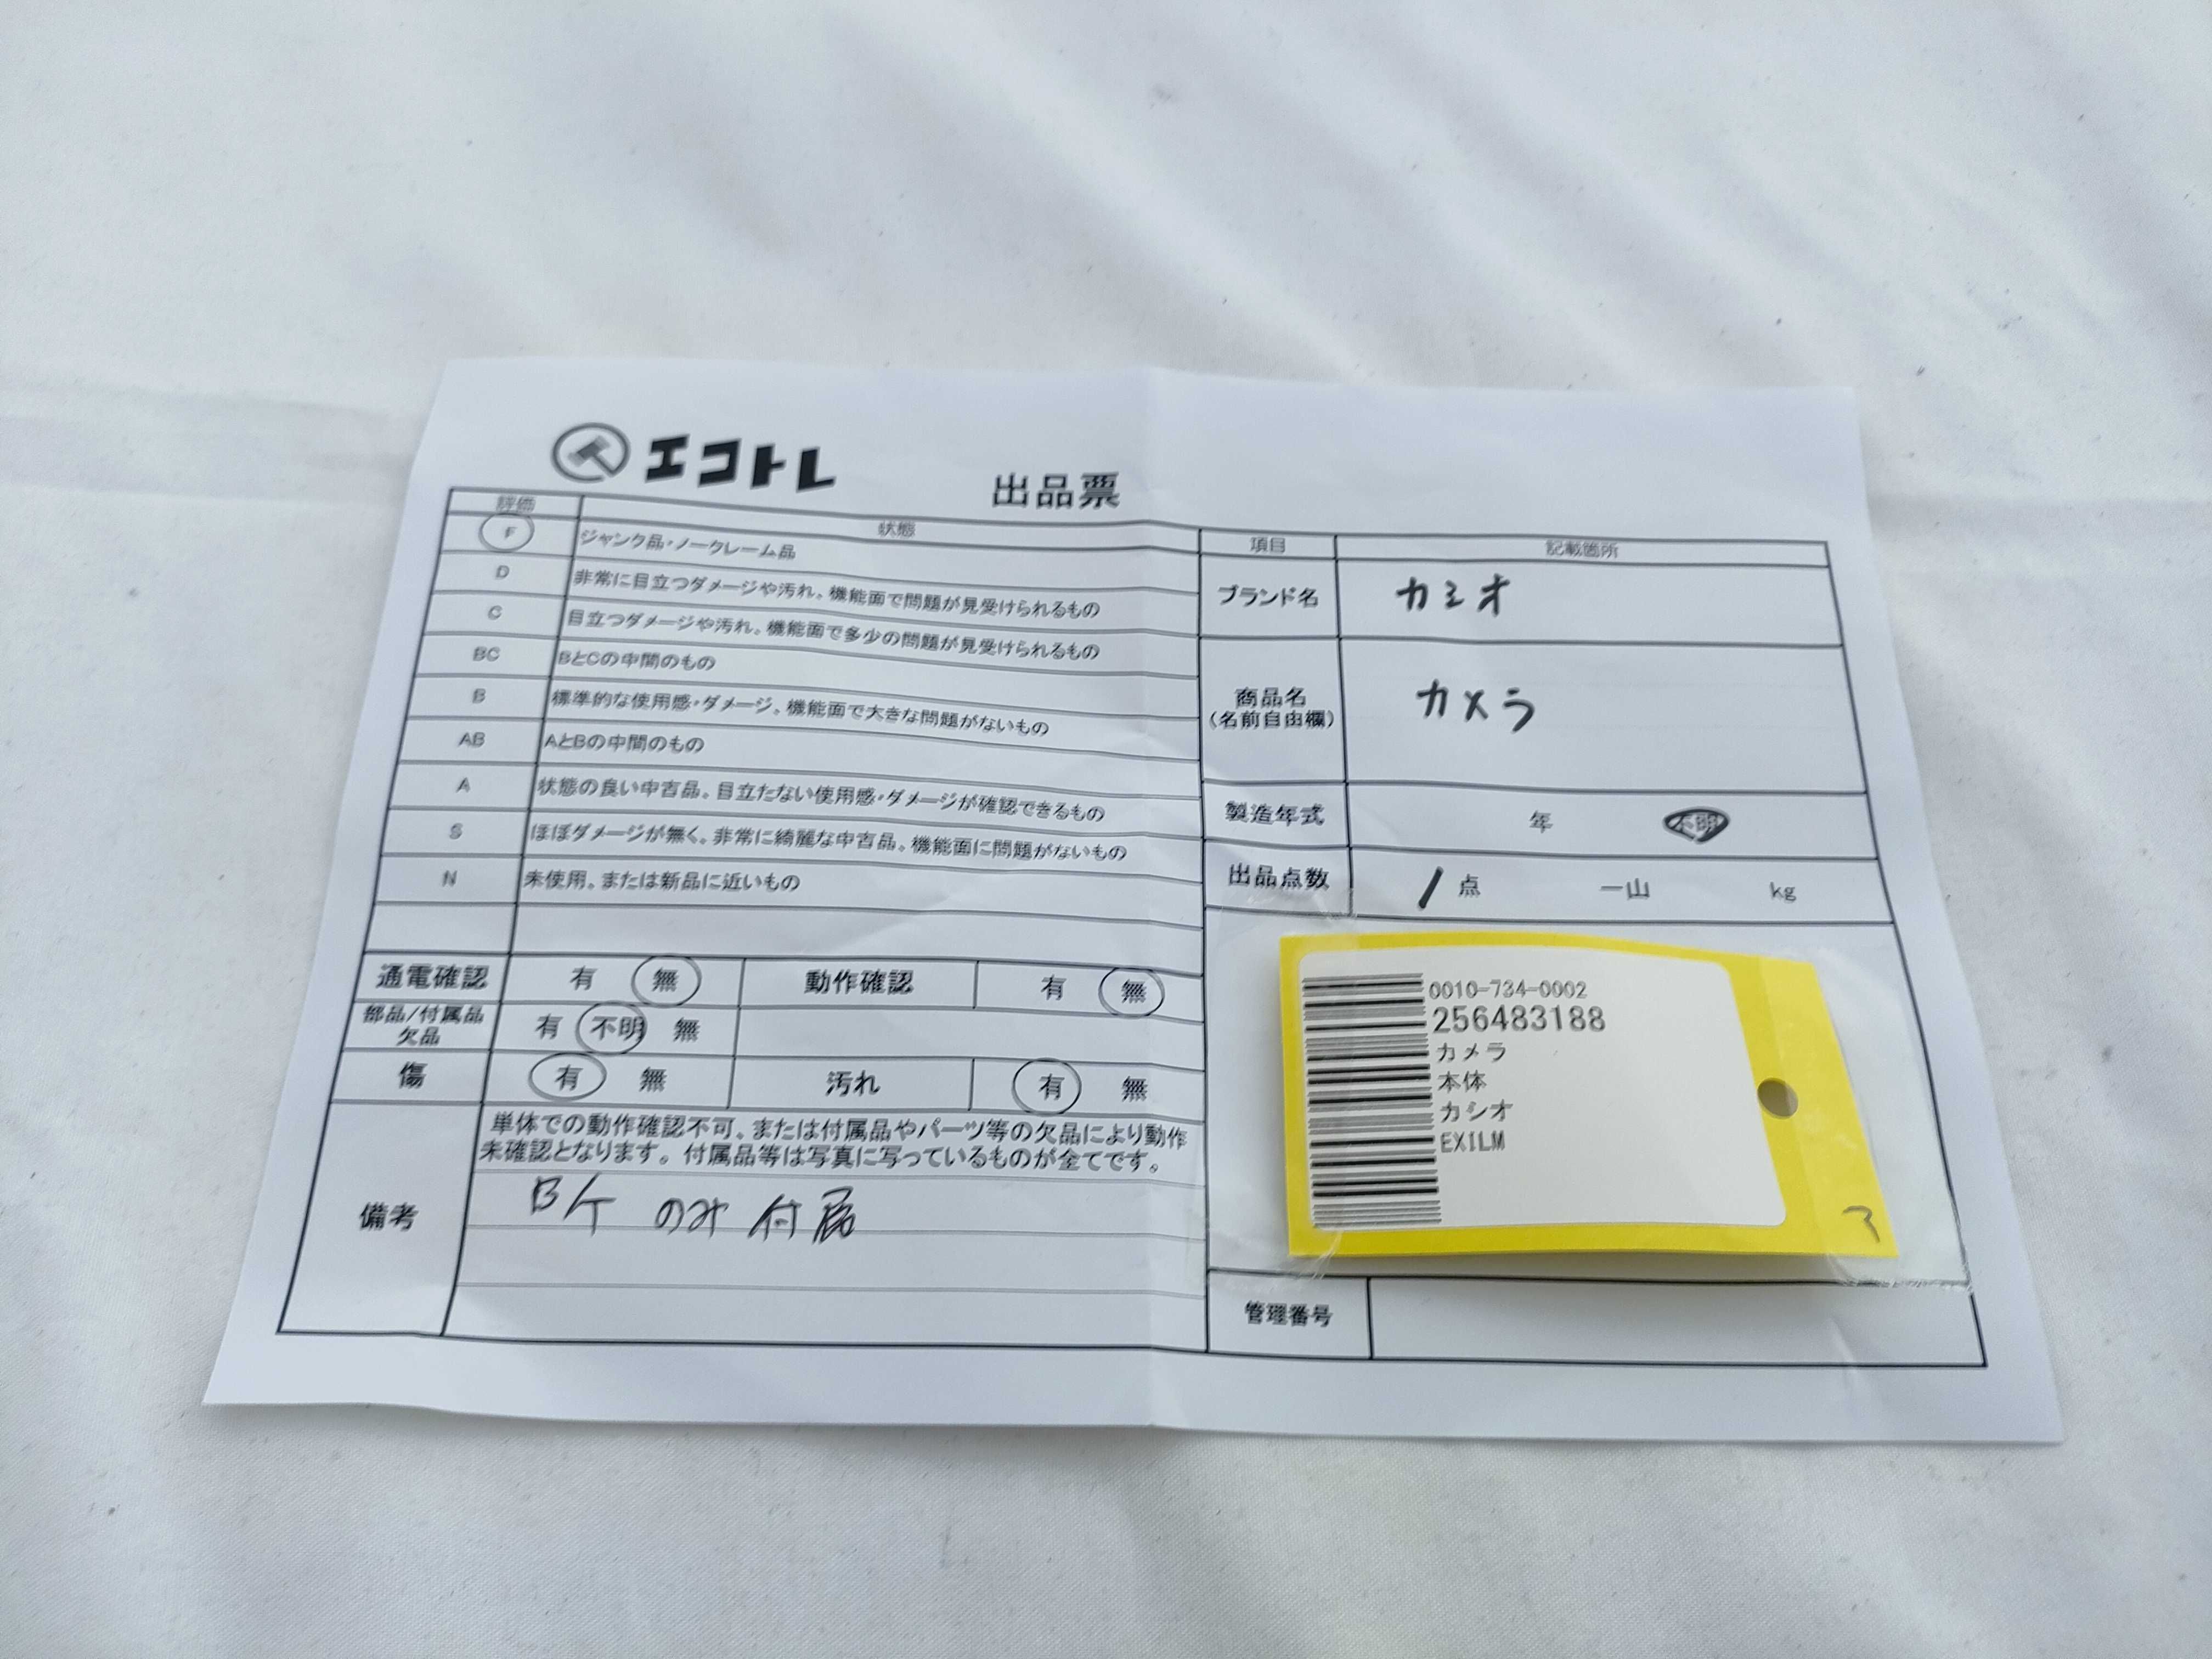 エコトレ
出品票
評価 状態
F ジャンク品・ノークレーム品
D 非常に目立つダメージや汚れ、機能面で問題が見受けられるもの
C 目立つダメージや汚れ、機能面で多少の問題が見受けられるもの
BC BとCの中間のもの
B 標準的な使用感・ダメージ、機能面で大きな問題がないもの
AB AとBの中間のもの
A 状態の良い中古品。目立たない使用感・ダメージが確認できるもの
S ほぼダメージが無く、非常に綺麗な中古品。機能面に問題がないもの
N 未使用。または新品に近いもの
通電確認 有 無 動作確認 有 無
部品/付属品
欠品
有 不明 無
傷 有 無 汚れ 有 無
備考
単体での動作確認不可、または付属品やパーツ等の欠品により動作
未確認となります。付属品等は写真に写っているものが全てです。
B/T のみ付属
項目 記載箇所
ブランド名 カシオ
商品名
(名前自由欄)
カメラ
製造年式 年 不明
出品点数 1 点 一山 kg
0010-734-0002
256483188
カメラ
本体
カシオ
EXILM
管理番号